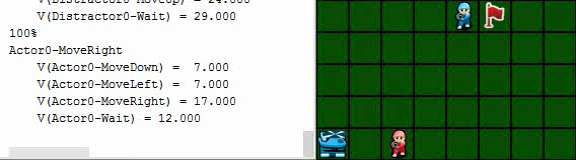 V(Distractor0-MoveUp) = 24.000
V(Distractor0-Wait) = 29.000
100%
Actor0-MoveRight
V(Actor0-MoveDown) = 7.000
V(Actor0-MoveLeft) = 7.000
V(Actor0-MoveRight) = 17.000
V(Actor0-Wait) = 12.000